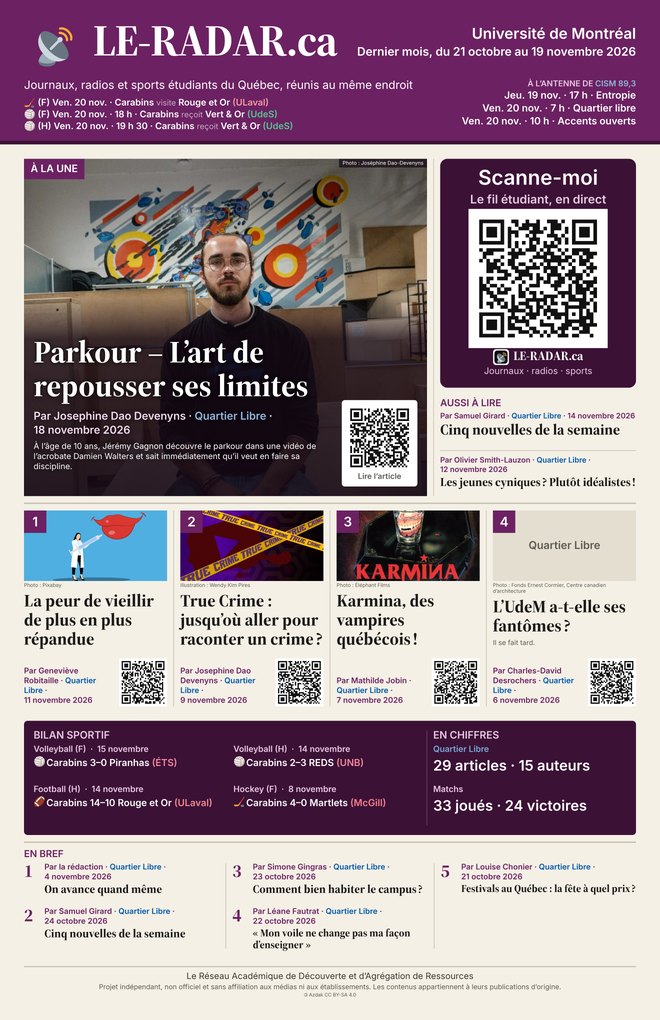 LE-RADAR.ca
Université de Montréal
Dernier mois, du 21 octobre au 19 novembre 2026
Journaux, radios et sports étudiants du Québec, réunis au même endroit
(F) Ven. 20 nov. · Carabins visite Rouge et Or (ULaval)
(F) Ven. 20 nov. · 18 h · Carabins reçoit Vert & Or (UdeS)
(H) Ven. 20 nov. · 19 h 30 · Carabins reçoit Vert & Or (UdeS)
À L'ANTENNE DE CISM 89,3
Jeu. 19 nov. · 17 h · Entropie
Ven. 20 nov. · 7 h · Quartier libre
Ven. 20 nov. · 10 h · Accents ouverts
À LA UNE
Photo : Joséphine Dao-Devenyns
Parkour – L'art de
repousser ses limites
Par Josephine Dao Devenyns · Quartier Libre ·
18 novembre 2026
À l'âge de 10 ans, Jérémy Gagnon découvre le parkour dans une vidéo de
l'acrobate Damien Walters et sait immédiatement qu'il veut en faire sa
discipline.
Lire l'article
Scanne-moi
Le fil étudiant, en direct
LE-RADAR.ca
Journaux · radios · sports
AUSSI À LIRE
Par Samuel Girard · Quartier Libre · 14 novembre 2026
Cinq nouvelles de la semaine
Par Olivier Smith-Lauzon · Quartier Libre ·
12 novembre 2026
Les jeunes cyniques ? Plutôt idéalistes !
1
Photo : Pixabay
La peur de vieillir
de plus en plus
répandue
Par Geneviève
Robitaille · Quartier
Libre ·
11 novembre 2026
2
TRUE CRIME TRUE CRIME
Illustration : Wendy Kim Pires
True Crime :
jusqu'où aller pour
raconter un crime ?
Par Josephine Dao
Devenyns · Quartier
Libre ·
9 novembre 2026
3
KARMINA
Photo : Éléphant Films
Karmina, des
vampires
québécois !
Par Mathilde Jobin ·
Quartier Libre ·
7 novembre 2026
4
Quartier Libre
Photo : Fonds Ernest Cormier, Centre canadien
d'architecture
L'UdeM a-t-elle ses
fantômes ?
Il se fait tard.
Par Charles-David
Desrochers · Quartier
Libre ·
6 novembre 2026
BILAN SPORTIF
Volleyball (F) · 15 novembre
Carabins 3–0 Piranhas (ÉTS)
Volleyball (H) · 14 novembre
Carabins 2–3 REDS (UNB)
Football (H) · 14 novembre
Carabins 14–10 Rouge et Or (ULaval)
Hockey (F) · 8 novembre
Carabins 4–0 Martlets (McGill)
EN CHIFFRES
Quartier Libre
29 articles · 15 auteurs
Matchs
33 joués · 24 victoires
EN BREF
1
Par la rédaction · Quartier Libre ·
4 novembre 2026
On avance quand même
2
Par Samuel Girard · Quartier Libre ·
24 octobre 2026
Cinq nouvelles de la semaine
3
Par Simone Gingras · Quartier Libre ·
23 octobre 2026
Comment bien habiter le campus ?
4
Par Léane Fautrat · Quartier Libre ·
22 octobre 2026
« Mon voile ne change pas ma façon
d'enseigner »
5
Par Louise Chonier · Quartier Libre ·
21 octobre 2026
Festivals au Québec : la fête à quel prix ?
Le Réseau Académique de Découverte et d'Agrégation de Ressources
Projet indépendant, non officiel et sans affiliation aux médias ni aux établissements. Les contenus appartiennent à leurs publications d'origine.
© Azdak CC BY-SA 4.0